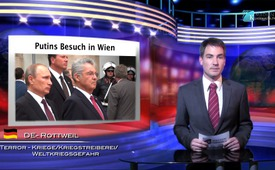 Putins Besuch in Wien
DE-Rottweil
Terror - Kriege/Kriegstreiberei/
Weltkriegsgefahr